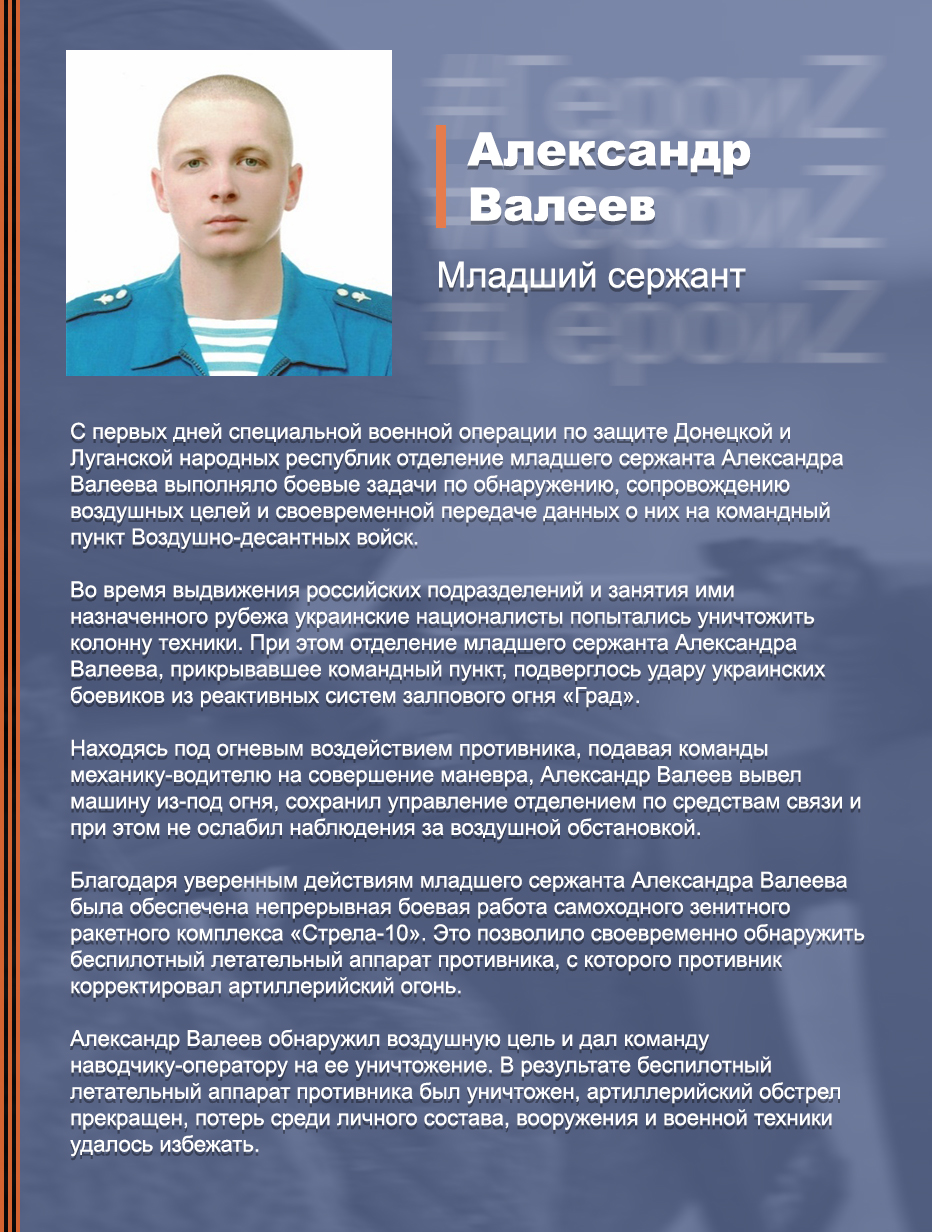 #ГероиZ
Александр
#ГероиZ
Валеев
Младший сержант
#ГероиZ
С первых дней специальной военной операции по защите Донецкой и
Луганской народных республик отделение младшего сержанта Александра
Валеева выполняло боевые задачи по обнаружению, сопровождению
воздушных целей и своевременной передаче данных о них на командный
пункт Воздушно-десантных войск.
Во время выдвижения российских подразделений и занятия ими
назначенного рубежа украинские националисты попытались уничтожить
колонну техники. При этом отделение младшего сержанта Александра
Валеева, прикрывавшее командный пункт, подверглось удару украинских
боевиков из реактивных систем залпового огня «Град».
Находясь под огневым воздействием противника, подавая команды
механику-водителю на совершение маневра, Александр Валеев вывел
машину из-под огня, сохранил управление отделением по средствам связи и
при этом не ослабил наблюдения за воздушной обстановкой.
Благодаря уверенным действиям младшего сержанта Александра Валеева
была обеспечена непрерывная боевая работа самоходного зенитного
ракетного комплекса «Стрела-10». Это позволило своевременно обнаружить
беспилотный летательный аппарат противника, с которого противник
корректировал артиллерийский огонь.
Александр Валеев обнаружил воздушную цель и дал команду
наводчику-оператору на ее уничтожение. В результате беспилотный
летательный аппарат противника был уничтожен, артиллерийский обстрел
прекращен, потерь среди личного состава, вооружения и военной техники
удалось избежать.